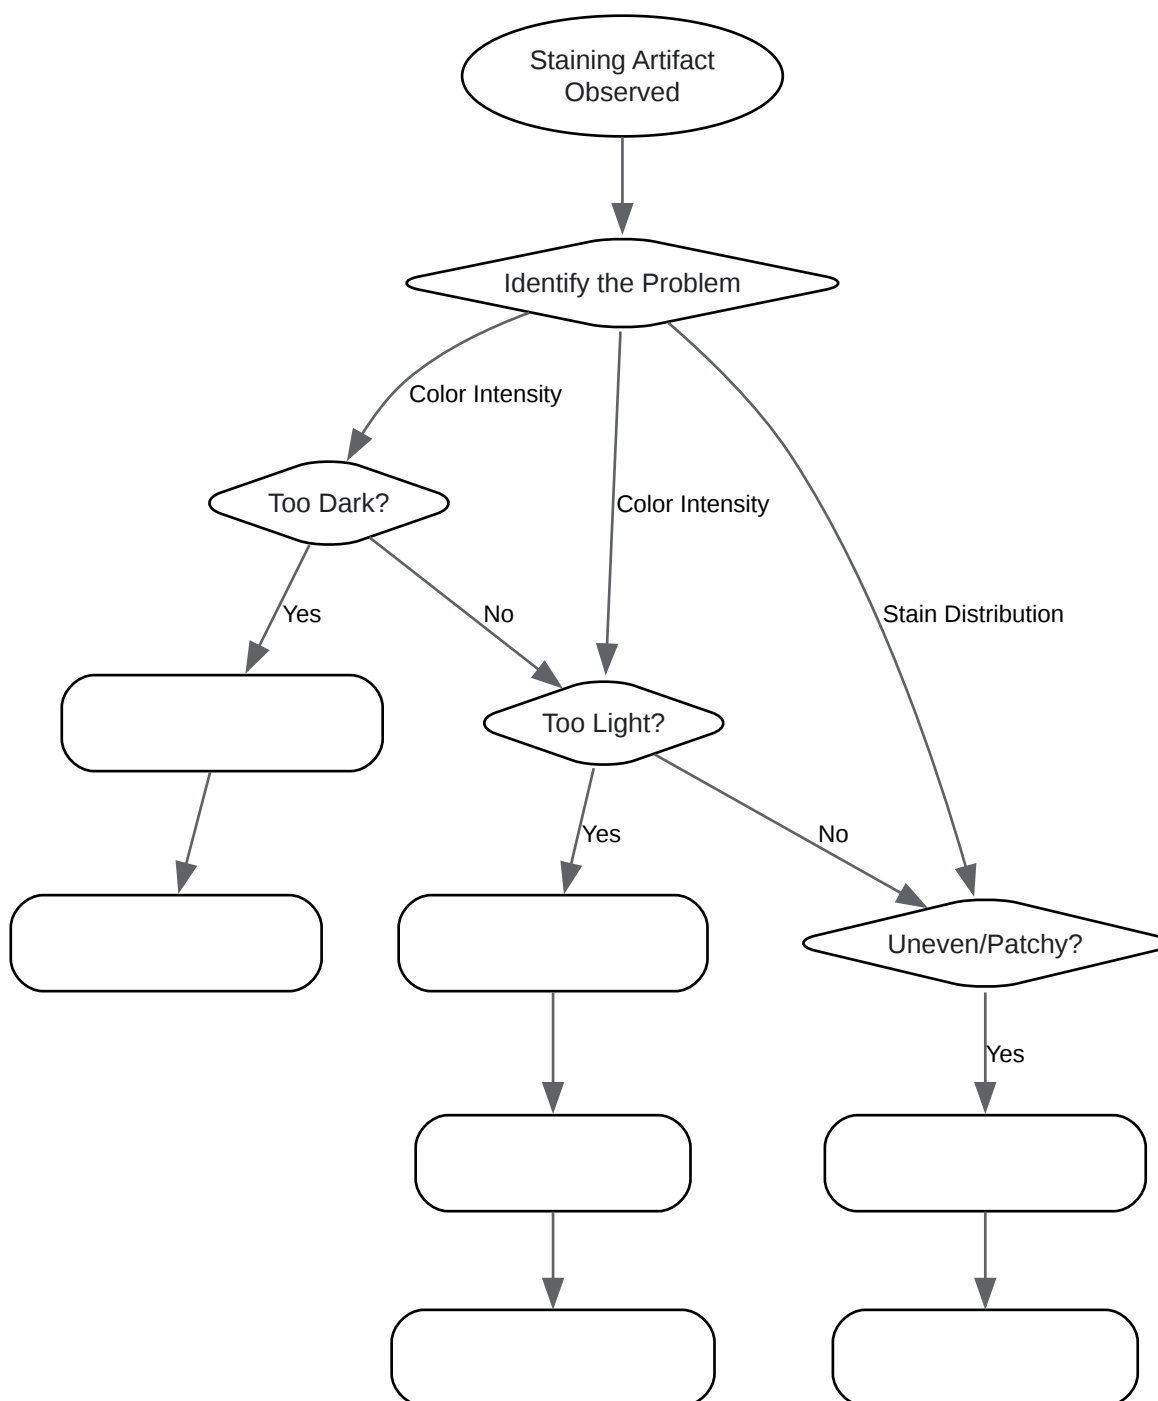 Staining Artifact
Observed
Identify the Problem
Color Intensity
Too Dark?
Color Intensity
Yes
No
Stain Distribution
Too Light?
Yes
No
Uneven/Patchy?
Yes